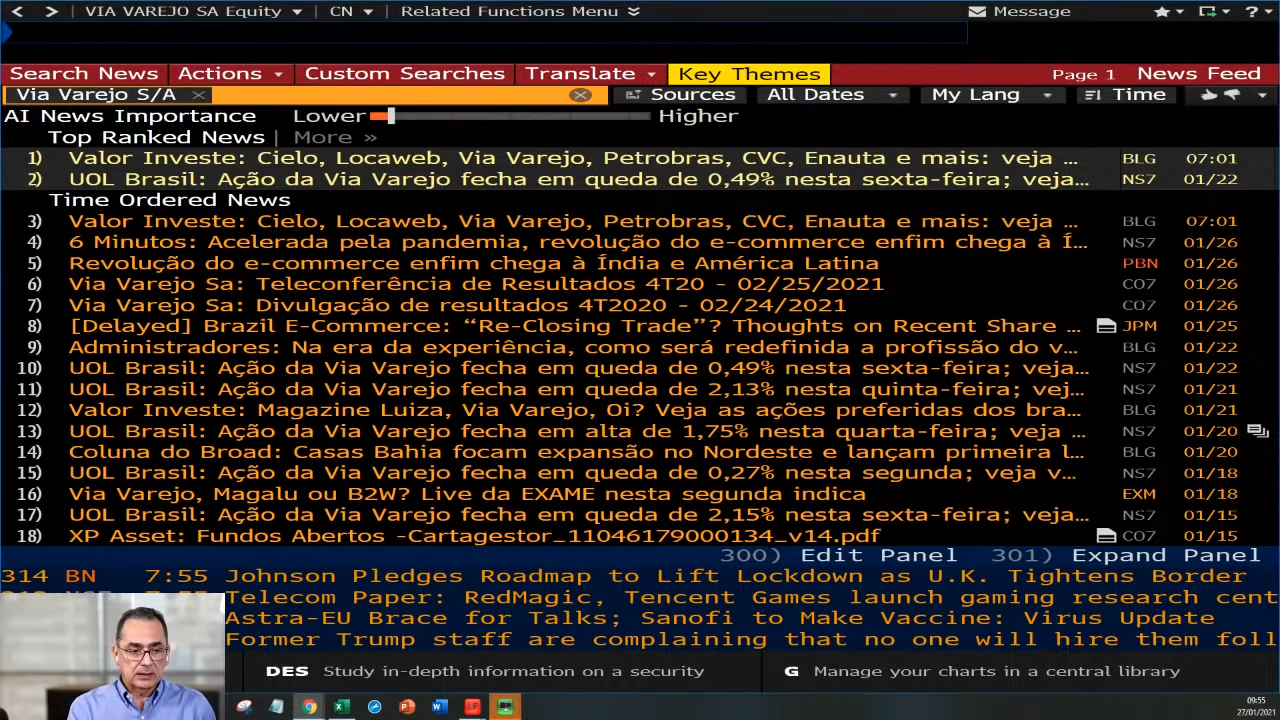 VIA VAREJO SA Equity CN Related Functions Menu Message
Search News Actions Custom Searches Translate Key Themes Page 1 News Feed
Via Varejo S/A Sources All Dates My Lang Time
AI News Importance Lower Higher
Top Ranked News | More »
1) Valor Investe: Cielo, Locaweb, Via Varejo, Petrobras, CVC, Enauta e mais: veja ... BLG 07:01
2) UOL Brasil: Ação da Via Varejo fecha em queda de 0,49% nesta sexta-feira; veja... NS7 01/22
Time Ordered News
3) Valor Investe: Cielo, Locaweb, Via Varejo, Petrobras, CVC, Enauta e mais: veja ... BLG 07:01
4) 6 Minutos: Acelerada pela pandemia, revolução do e-commerce enfim chega à Í... NS7 01/26
5) Revolução do e-commerce enfim chega à Índia e América Latina PBN 01/26
6) Via Varejo Sa: Teleconferência de Resultados 4T20 - 02/25/2021 CO7 01/26
7) Via Varejo Sa: Divulgação de resultados 4T2020 - 02/24/2021 CO7 01/26
8) [Delayed] Brazil E-Commerce: “Re-Closing Trade”? Thoughts on Recent Share ... JPM 01/25
9) Administradores: Na era da experiência, como será redefinida a profissão do v... BLG 01/22
10) UOL Brasil: Ação da Via Varejo fecha em queda de 0,49% nesta sexta-feira; veja... NS7 01/22
11) UOL Brasil: Ação da Via Varejo fecha em queda de 2,13% nesta quinta-feira; vej... NS7 01/21
12) Valor Investe: Magazine Luiza, Via Varejo, Oi? Veja as ações preferidas dos bra... BLG 01/21
13) UOL Brasil: Ação da Via Varejo fecha em alta de 1,75% nesta quarta-feira; veja ... NS7 01/20
14) Coluna do Broad: Casas Bahia focam expansão no Nordeste e lançam primeira l... BLG 01/20
15) UOL Brasil: Ação da Via Varejo fecha em queda de 0,27% nesta segunda; veja v... NS7 01/18
16) Via Varejo, Magalu ou B2W? Live da EXAME nesta segunda indica EXM 01/18
17) UOL Brasil: Ação da Via Varejo fecha em queda de 2,15% nesta sexta-feira; veja... NS7 01/15
18) XP Asset: Fundos Abertos -Cartagestor_11046179000134_v14.pdf CO7 01/15
300) Edit Panel 301) Expand Panel
314 BN 7:55 Johnson Pledges Roadmap to Lift Lockdown as U.K. Tightens Border
Telecom Paper: RedMagic, Tencent Games launch gaming research cent
Astra-EU Brace for Talks; Sanofi to Make Vaccine: Virus Update
Former Trump staff are complaining that no one will hire them foll
DES Study in-depth information on a security G Manage your charts in a central library
09:55
27/01/2021